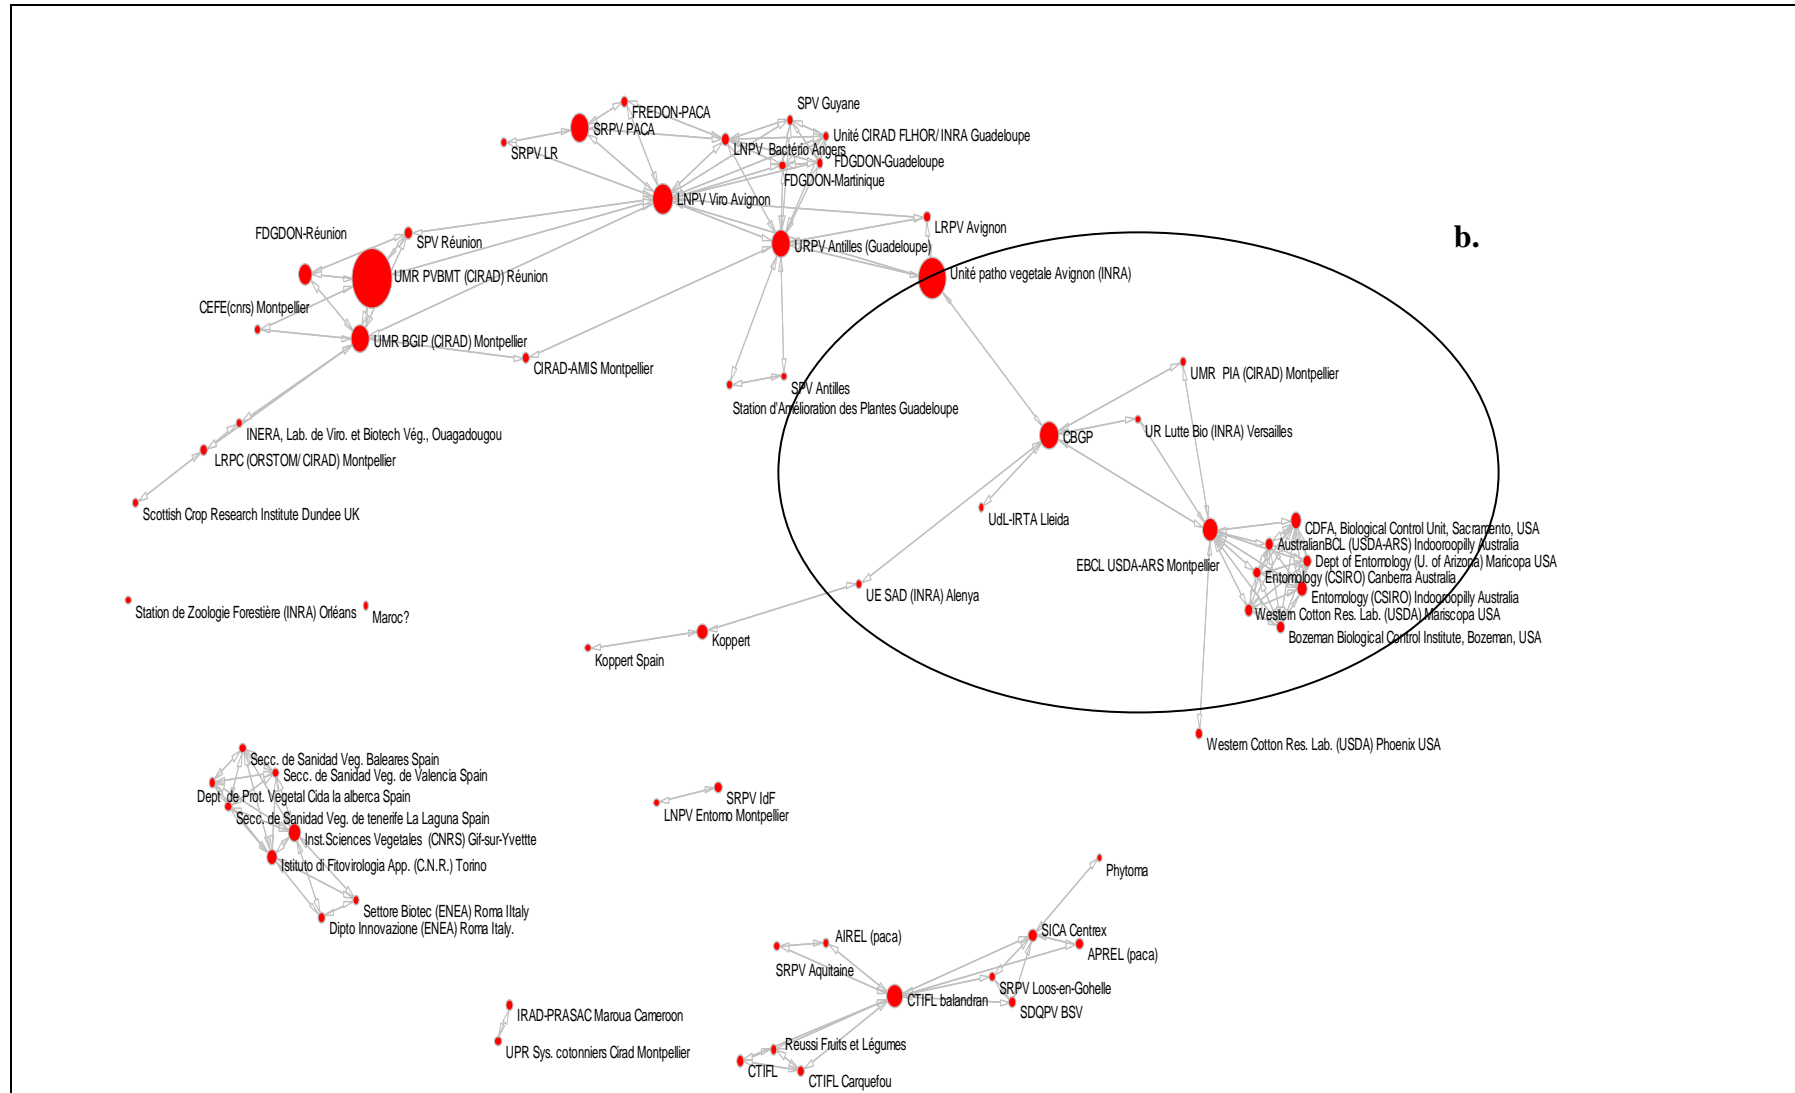 SPV Guyane
FREDON-PACA
SRPV PACA
Unité CIRAD FLHOR/ INRA Guadeloupe
LNPV  Bactério Angers
SRPV LR
FDGDON-Guadeloupe
FDGDON-Martinique
LNPV Viro Avignon
LRPV Avignon
FDGDON-Réunion
SPV Réunion
b.
URPV Antilles (Guadeloupe)
UMR PVBMT (CIRAD) Réunion
Unité patho vegetale Avignon (INRA)
CEFE(cnrs) Montpellier
UMR BGIP (CIRAD) Montpellier
CIRAD-AMIS Montpellier
UMR  PIA (CIRAD) Montpellier
SPV Antilles
Station d'Amélioration des Plantes Guadeloupe
UR Lutte Bio (INRA) Versailles
INERA, Lab. de Viro. et Biotech Vég., Ouagadougou
CBGP
LRPC (ORSTOM/ CIRAD) Montpellier
Scottish Crop Research Institute Dundee UK
UdL-IRTA Lleida
CDFA, Biological Control Unit, Sacramento, USA
AustralianBCL (USDA-ARS) Indooroopilly Australia
EBCL USDA-ARS Montpellier
Dept of Entomology (U. of Arizona) Maricopa USA
Entomology (CSIRO) Canberra Australia
UE SAD (INRA) Alenya
Entomology (CSIRO) Indooroopilly Australia
Station de Zoologie Forestière (INRA) Orléans
Maroc?
Western Cotton Res. Lab. (USDA) Mariscopa USA
Bozeman Biological Control Institute, Bozeman, USA
Koppert
Koppert Spain
Western Cotton Res. Lab. (USDA) Phoenix USA
Secc. de Sanidad Veg. Baleares Spain
Secc. de Sanidad Veg. de Valencia Spain
Dept  de Prot. Vegetal Cida la alberca Spain
SRPV IdF
Secc. de Sanidad Veg. de tenerife La Laguna Spain
LNPV Entomo Montpellier
Inst.Sciences Vegetales  (CNRS) Gif-sur-Yvettte
Istituto di Fitovirologia App. (C.N.R.) Torino
Phytoma
Settore Biotec (ENEA) Roma IItaly
Dipto Innovazione (ENEA) Roma Italy.
AIREL (paca)
SICA Centrex
APREL (paca)
SRPV Aquitaine
SRPV Loos-en-Gohelle
CTIFL balandran
SDQPV BSV
IRAD-PRASAC Maroua Cameroon
Reussi Fruits et Légumes
UPR Sys. cotonniers Cirad Montpellier
CTIFL
CTIFL Carquefou